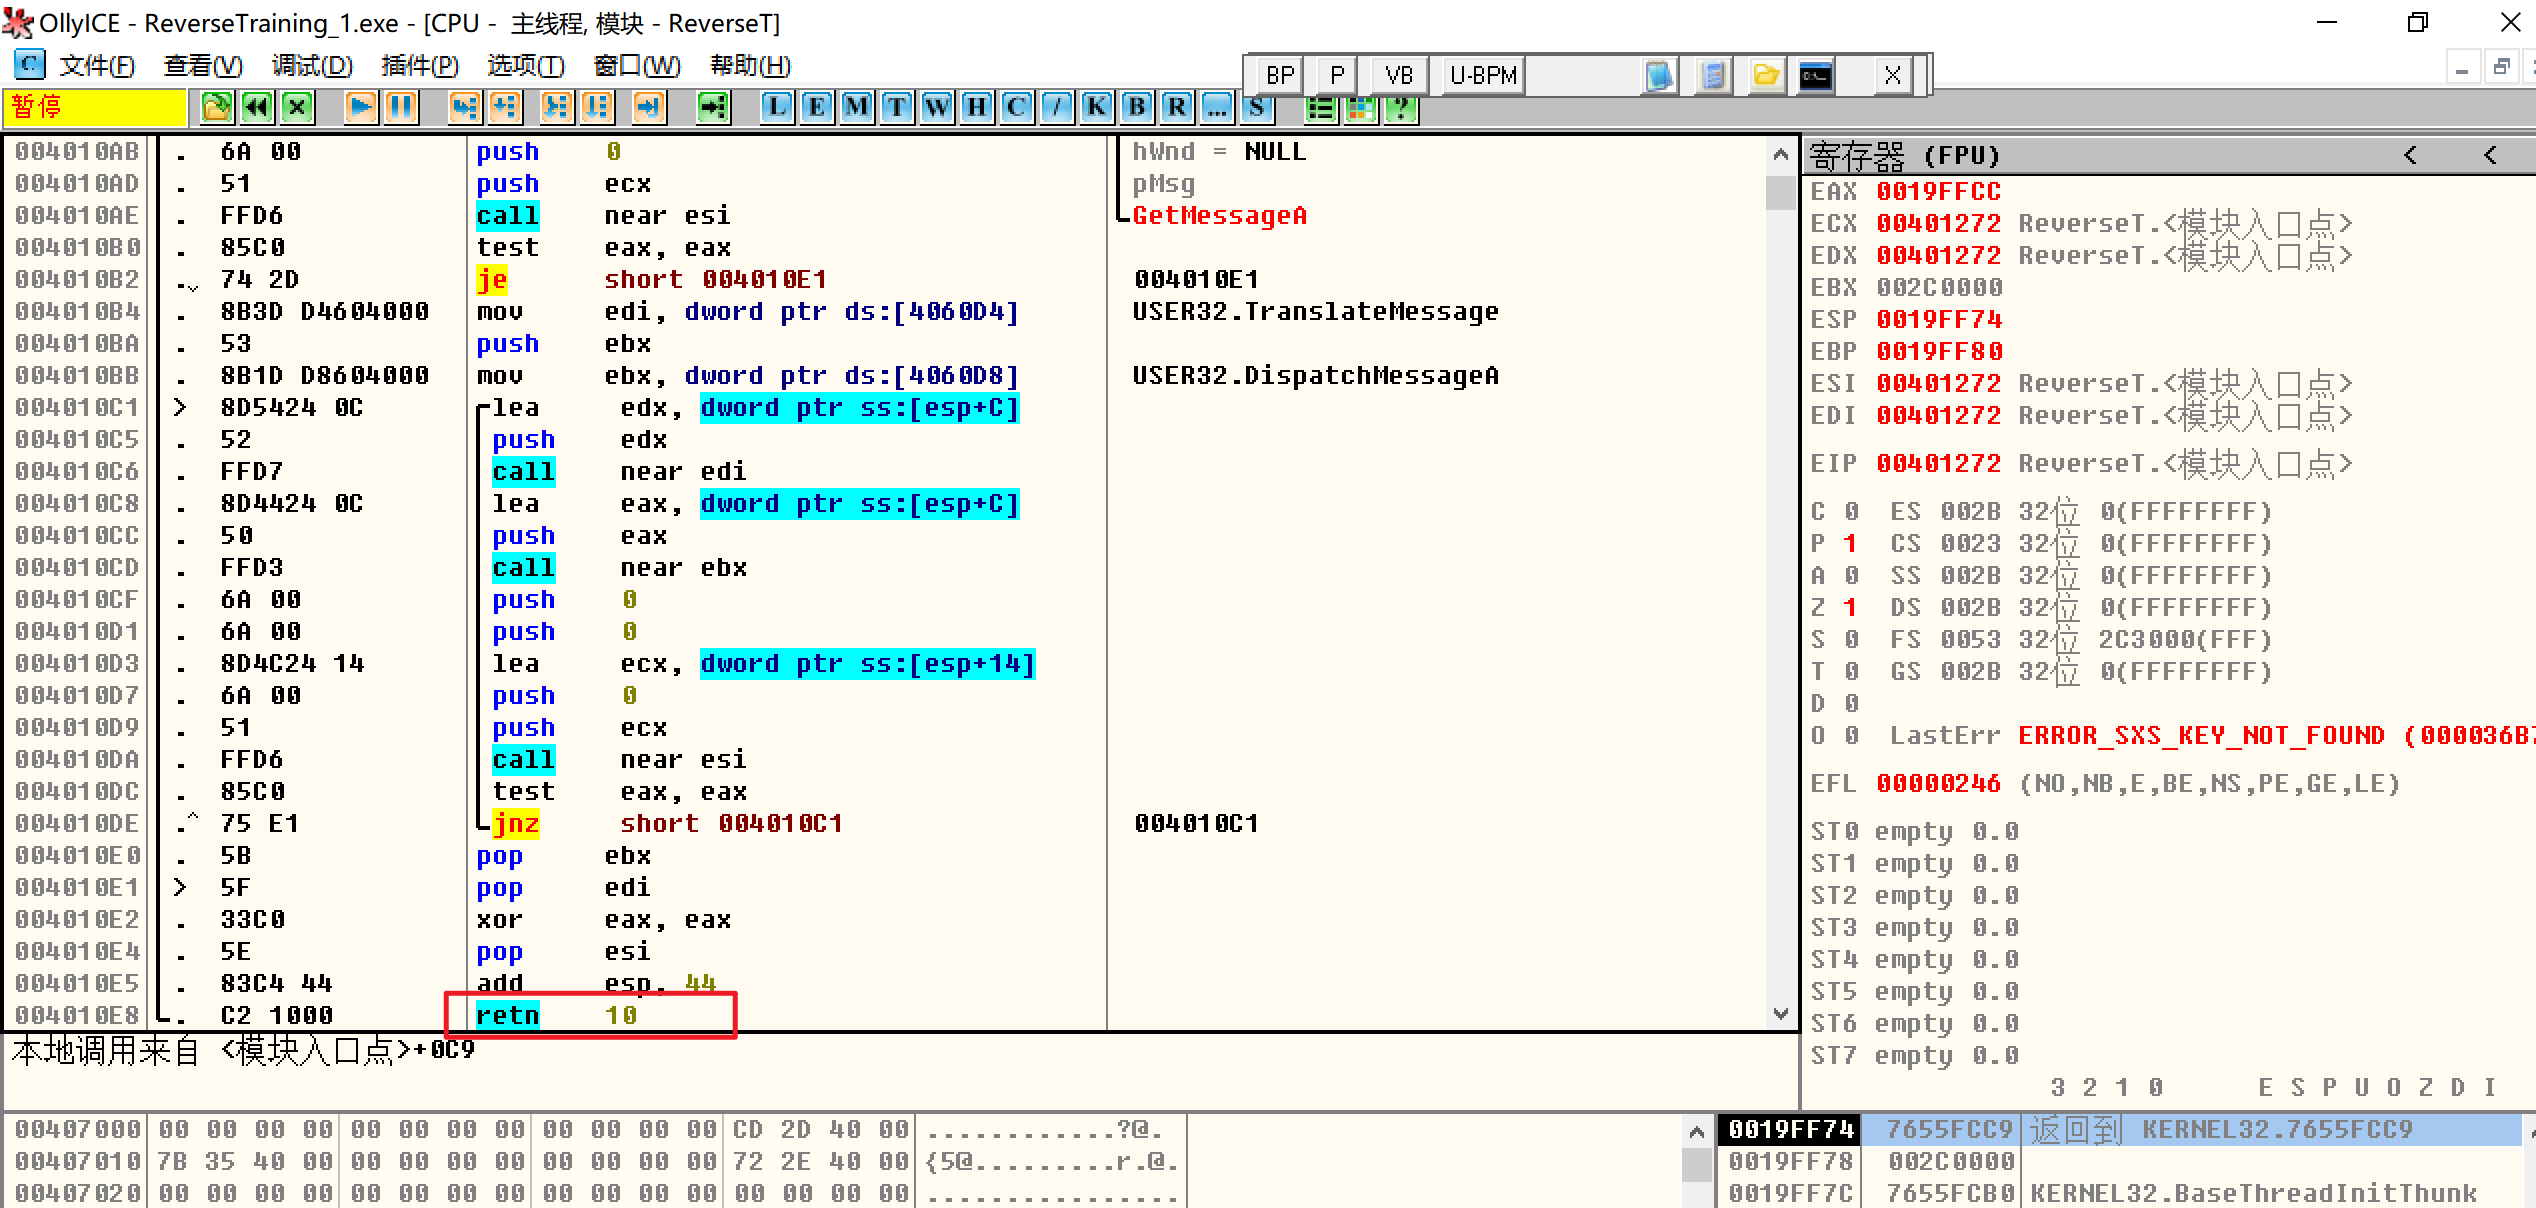 OllyICE - ReverseTraining_1.exe - [CPU - 主线程, 模块 - ReverseT]
C 文件(F) 查看(V) 调试(D) 插件(P) 选项(T) 窗口(W) 帮助(H)
BP P VB U-BPM X
暂停 L E M T W H C / K B R ... S ?
004010AB . 6A 00 push 0 hWnd = NULL
004010AD . 51 push ecx pMsg
004010AE . FFD6 call near esi GetMessageA
004010B0 . 85C0 test eax, eax
004010B2 . 74 2D je short 004010E1 004010E1
004010B4 . 8B3D D4604000 mov edi, dword ptr ds:[4060D4] USER32.TranslateMessage
004010BA . 53 push ebx
004010BB . 8B1D D8604000 mov ebx, dword ptr ds:[4060D8] USER32.DispatchMessageA
004010C1 > 8D5424 0C lea edx, dword ptr ss:[esp+C]
004010C5 . 52 push edx
004010C6 . FFD7 call near edi
004010C8 . 8D4424 0C lea eax, dword ptr ss:[esp+C]
004010CC . 50 push eax
004010CD . FFD3 call near ebx
004010CF . 6A 00 push 0
004010D1 . 6A 00 push 0
004010D3 . 8D4C24 14 lea ecx, dword ptr ss:[esp+14]
004010D7 . 6A 00 push 0
004010D9 . 51 push ecx
004010DA . FFD6 call near esi
004010DC . 85C0 test eax, eax
004010DE .^ 75 E1 jnz short 004010C1 004010C1
004010E0 . 5B pop ebx
004010E1 > 5F pop edi
004010E2 . 33C0 xor eax, eax
004010E4 . 5E pop esi
004010E5 . 83C4 44 add esp, 44
004010E8 . C2 1000 retn 10
本地调用来自 <模块入口点>+0C9
寄存器 (FPU) < <
EAX 0019FFCC
ECX 00401272 ReverseT.<模块入口点>
EDX 00401272 ReverseT.<模块入口点>
EBX 002C0000
ESP 0019FF74
EBP 0019FF80
ESI 00401272 ReverseT.<模块入口点>
EDI 00401272 ReverseT.<模块入口点>
EIP 00401272 ReverseT.<模块入口点>
C 0 ES 002B 32位 0(FFFFFFFF)
P 1 CS 0023 32位 0(FFFFFFFF)
A 0 SS 002B 32位 0(FFFFFFFF)
Z 1 DS 002B 32位 0(FFFFFFFF)
S 0 FS 0053 32位 2C3000(FFF)
T 0 GS 002B 32位 0(FFFFFFFF)
D 0
O 0 LastErr ERROR_SXS_KEY_NOT_FOUND (000036B7
EFL 00000246 (NO,NB,E,BE,NS,PE,GE,LE)
ST0 empty 0.0
ST1 empty 0.0
ST2 empty 0.0
ST3 empty 0.0
ST4 empty 0.0
ST5 empty 0.0
ST6 empty 0.0
ST7 empty 0.0
3 2 1 0 E S P U O Z D I
00407000 00 00 00 00 00 00 00 00 00 00 00 00 CD 2D 40 00 ............?@.
00407010 7B 35 40 00 00 00 00 00 00 00 00 00 72 2E 40 00 {5@.........r.@.
00407020 00 00 00 00 00 00 00 00 00 00 00 00 00 00 00 00 ................
0019FF74 7655FCC9 返回到 KERNEL32.7655FCC9
0019FF78 002C0000
0019FF7C 7655FCB0 KERNEL32.BaseThreadInitThunk